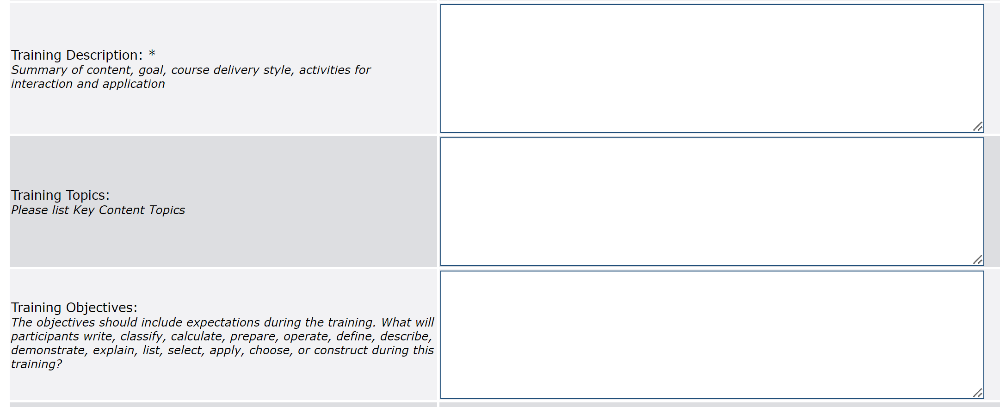 Training Description: *
Summary of content, goal, course delivery style, activities for
interaction and application
Training Topics:
Please list Key Content Topics
Training Objectives:
The objectives should include expectations during the training. What will
participants write, classify, calculate, prepare, operate, define, describe,
demonstrate, explain, list, select, apply, choose, or construct during this
training?